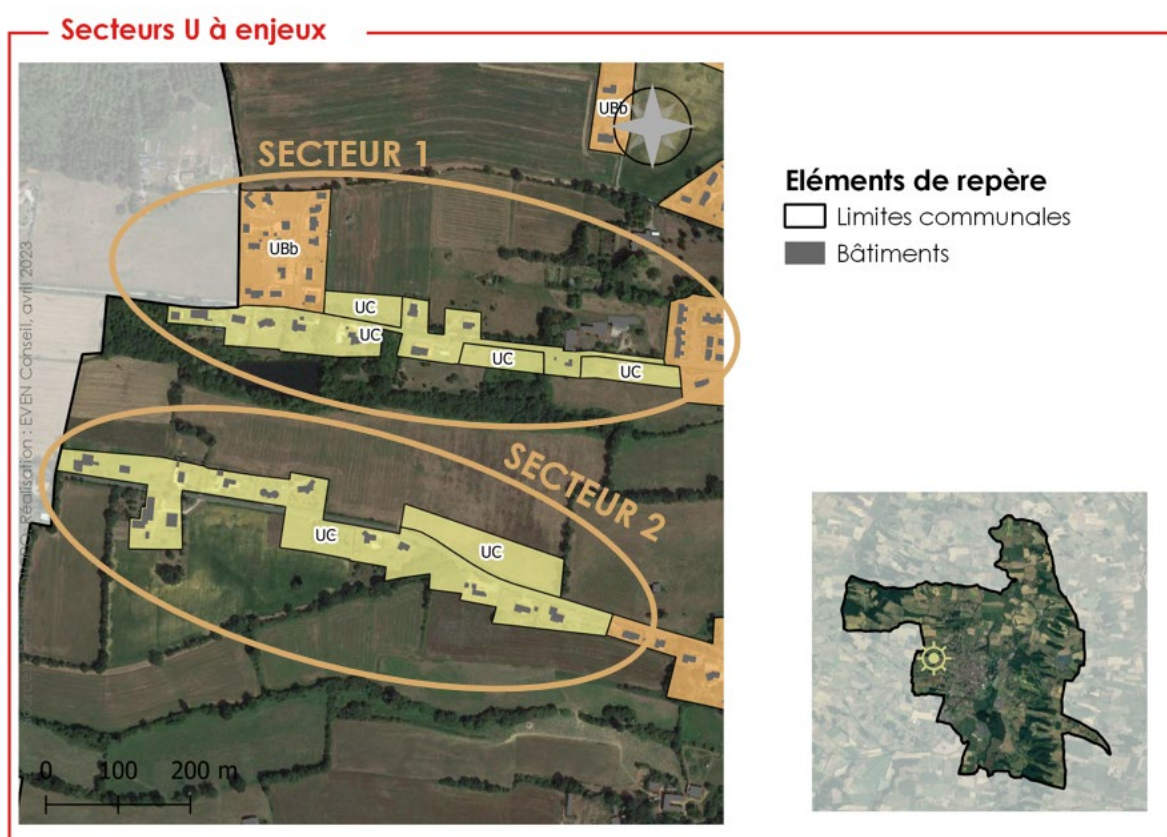 Secteurs U à enjeux
UBb
SECTEUR 1
UBb
UC
UC
UC
UC
SECTEUR 2
UC
UC
Réalisation : EVEN Conseil, avril 2023
0 100 200 m
Eléments de repère
Limites communales
Bâtiments